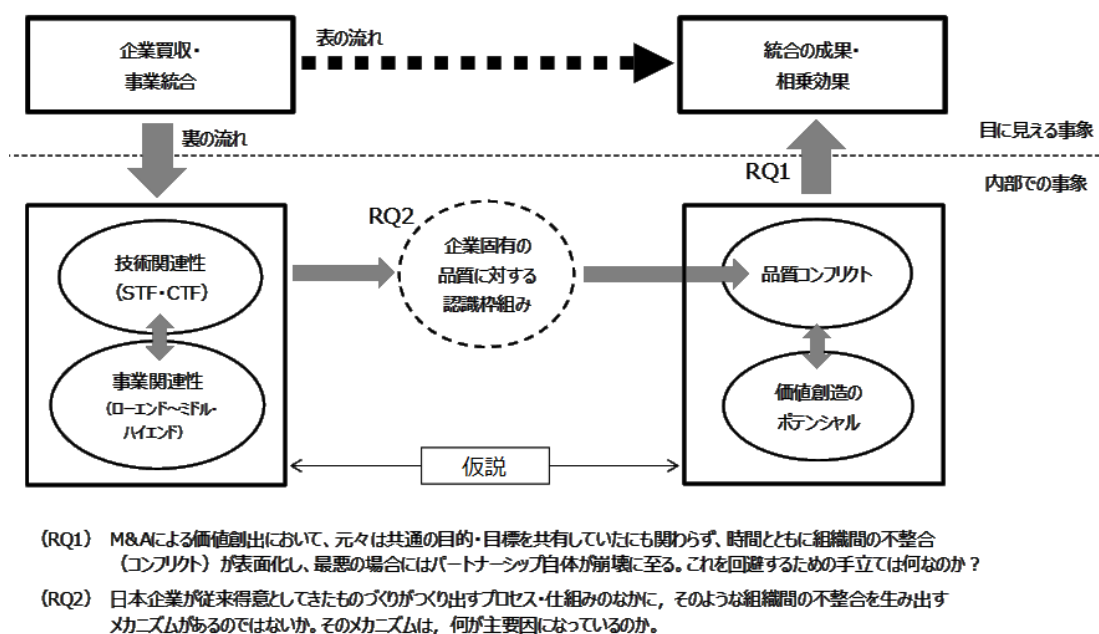 企業買収・
事業統合
表の流れ
統合の成果・
相乗効果
裏の流れ
目に見える事象
RQ1
内部での事象
RQ2
技術関連性
(STF・CTF)
事業関連性
(ローエンド～ミドル・
ハイエンド)
企業固有の
品質に対する
認識枠組み
品質コンフリクト
価値創造の
ポテンシャル
仮説
(RQ1) M&Aによる価値創出において、元々は共通の目的・目標を共有していたにも関わらず、時間とともに組織間の不整合
(コンフリクト)が表面化し、最悪の場合にはパートナーシップ自体が崩壊に至る。これを回避するための手立ては何なのか？
(RQ2) 日本企業が従来得意としてきたものづくりがつくり出すプロセス・仕組みのなかに，そのような組織間の不整合を生み出す
メカニズムがあるのではないか。そのメカニズムは，何が主要因になっているのか。